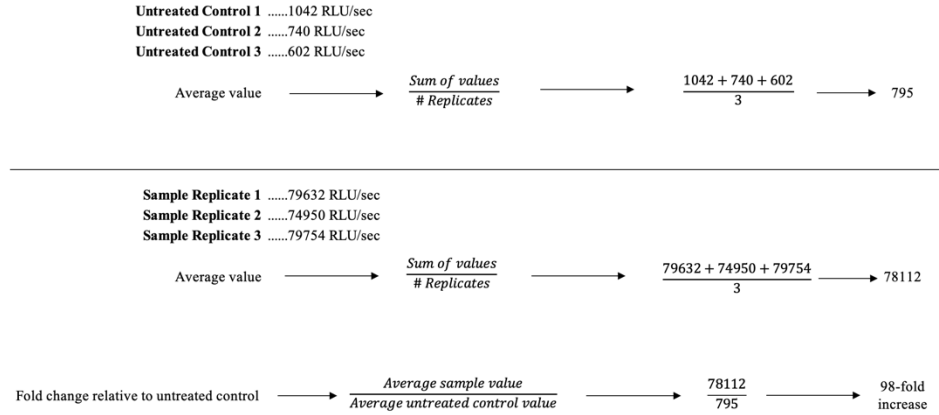 Untreated Control 1 ......1042 RLU/sec
Untreated Control 2 ......740 RLU/sec
Untreated Control 3 ......602 RLU/sec
Average value
Sum of values
# Replicates
1042 + 740 + 602
3
795
Sample Replicate 1 ......79632 RLU/sec
Sample Replicate 2 ......74950 RLU/sec
Sample Replicate 3 ......79754 RLU/sec
Average value
Sum of values
# Replicates
79632 + 74950 + 79754
3
78112
Fold change relative to untreated control
Average sample value
Average untreated control value
78112
795
98-fold
increase